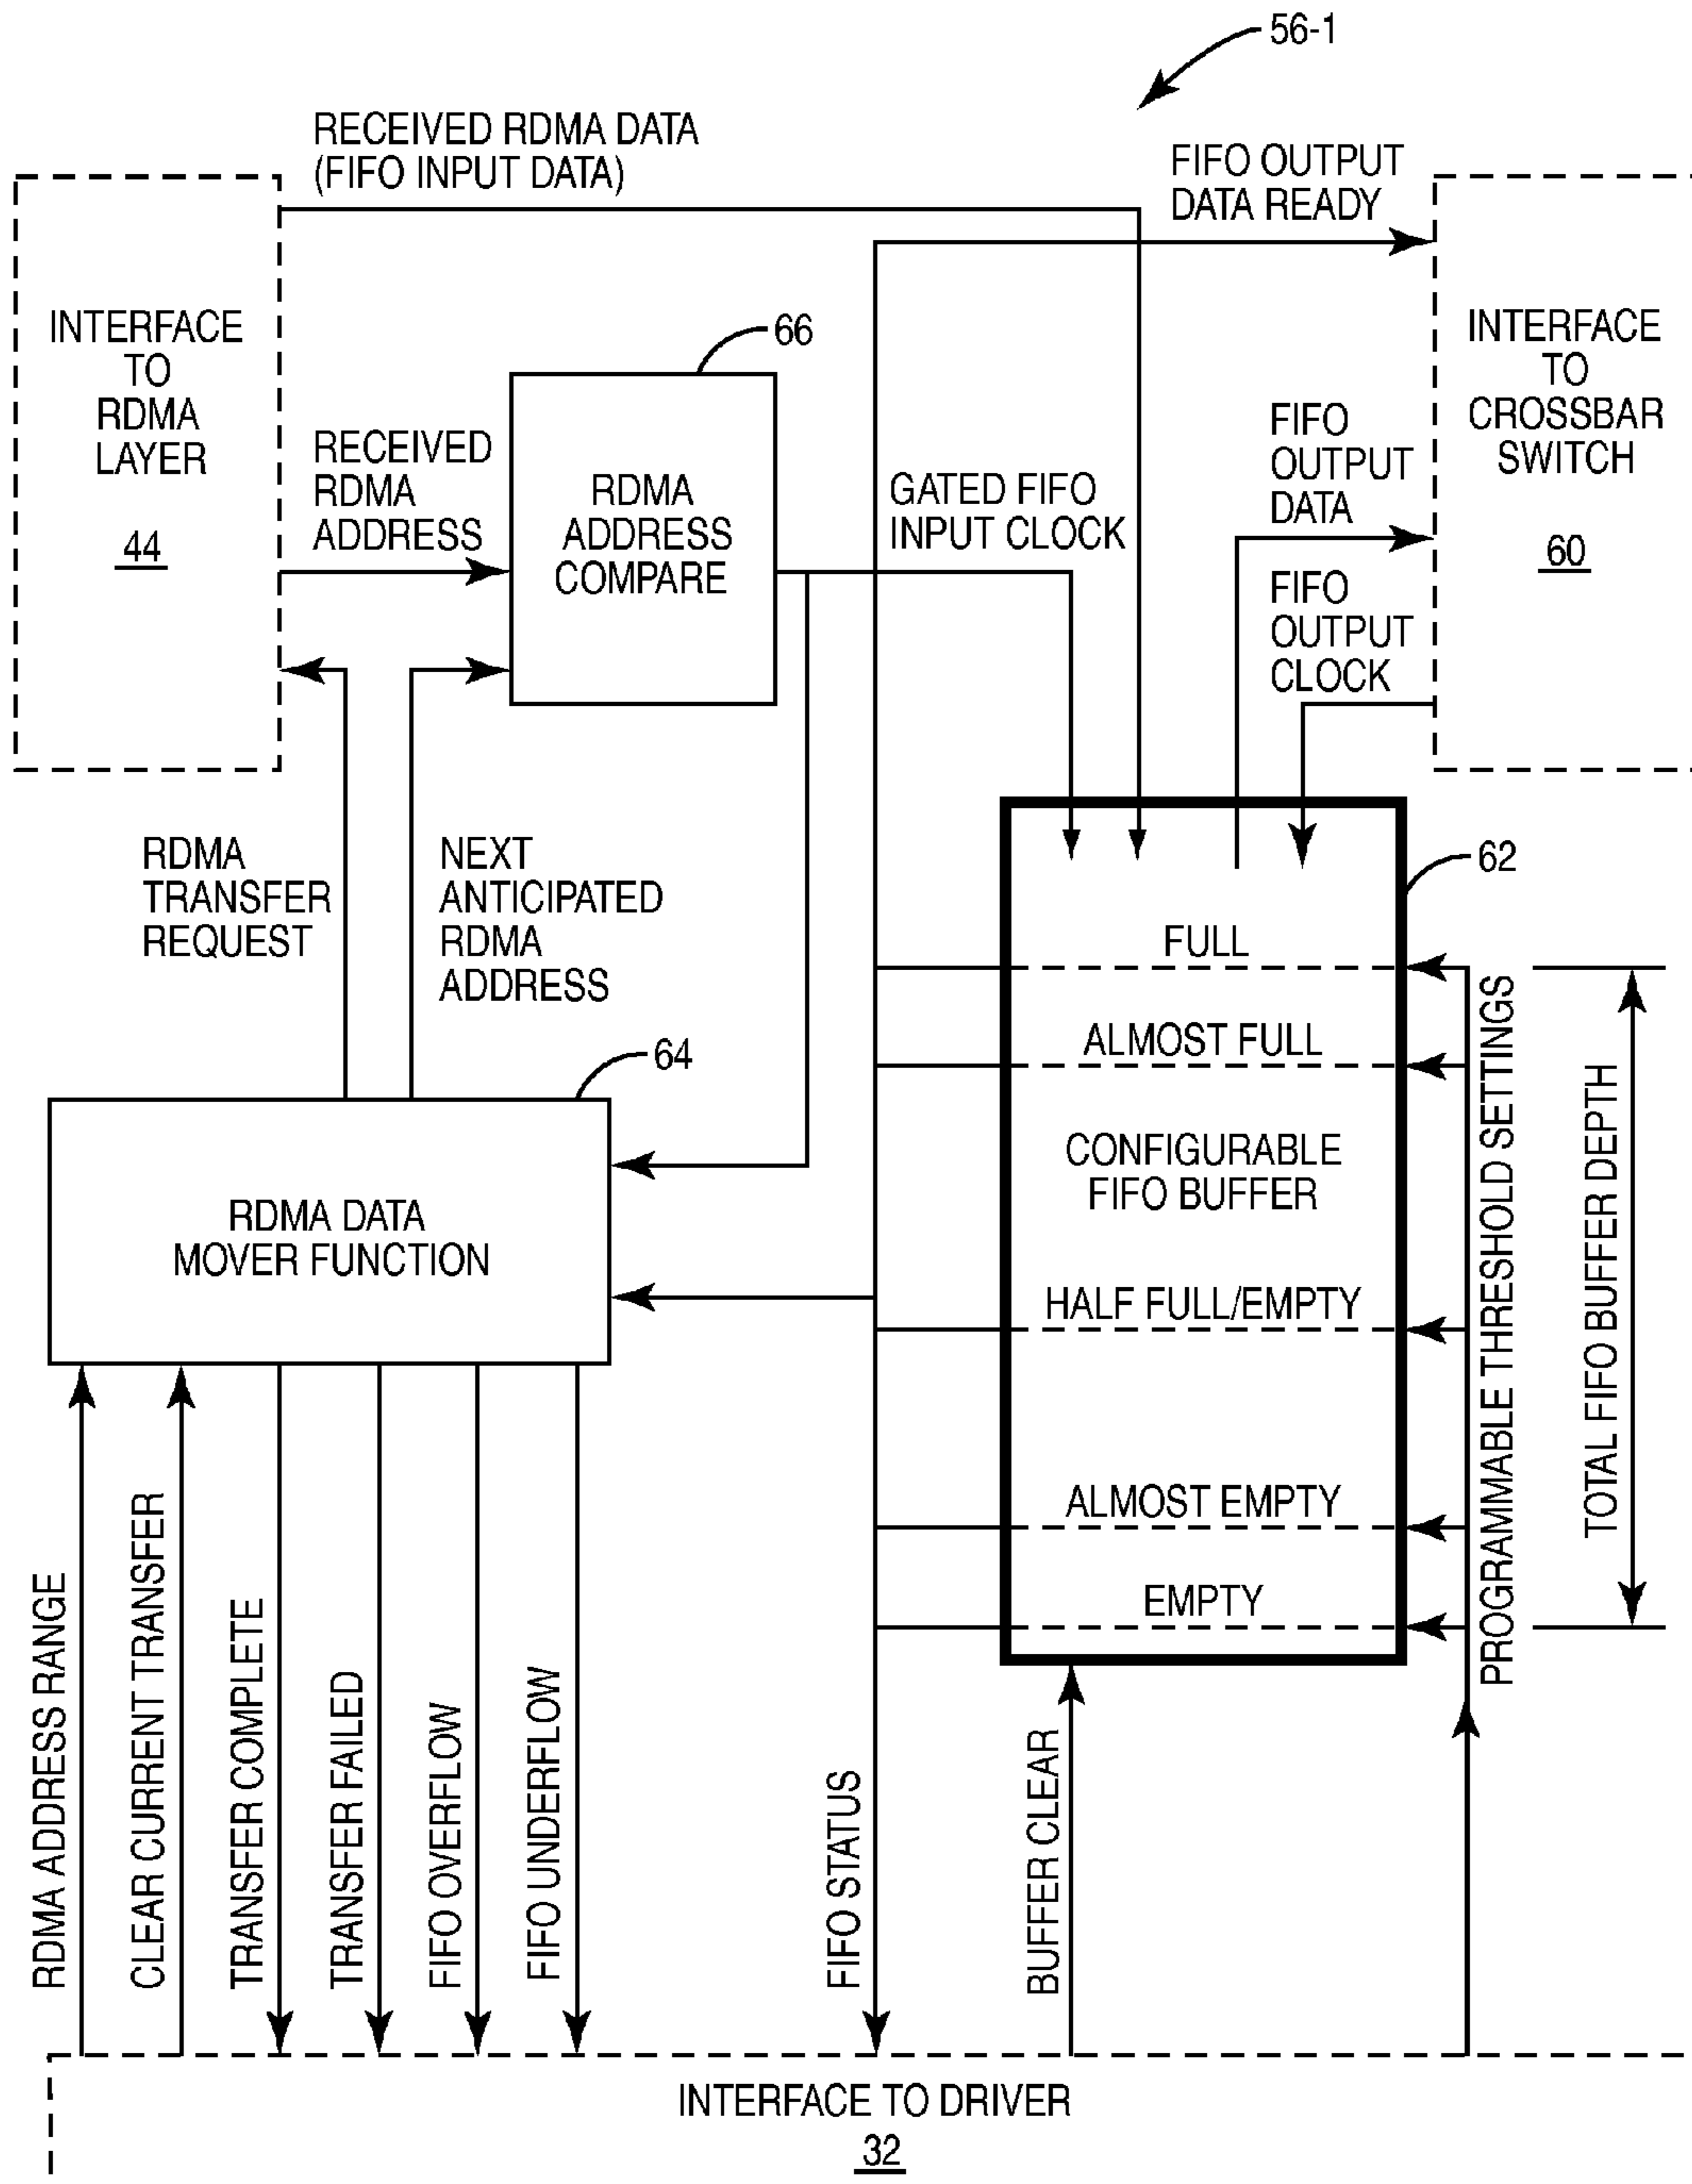 56-1
RECEIVED RDMA DATA
(FIFO INPUT DATA)
FIFO OUTPUT
DATA READY
INTERFACE
TO
RDMA
LAYER
44
66
INTERFACE
TO
CROSSBAR
SWITCH
60
RECEIVED
RDMA
ADDRESS
RDMA
ADDRESS
COMPARE
GATED FIFO
INPUT CLOCK
FIFO
OUTPUT
DATA
FIFO
OUTPUT
CLOCK
RDMA
TRANSFER
REQUEST
NEXT
ANTICIPATED
RDMA
ADDRESS
62
FULL
ALMOST FULL
CONFIGURABLE
FIFO BUFFER
HALF FULL/EMPTY
ALMOST EMPTY
EMPTY
PROGRAMMABLE THRESHOLD SETTINGS
TOTAL FIFO BUFFER DEPTH
64
RDMA DATA
MOVER FUNCTION
RDMA ADDRESS RANGE
CLEAR CURRENT TRANSFER
TRANSFER COMPLETE
TRANSFER FAILED
FIFO OVERFLOW
FIFO UNDERFLOW
FIFO STATUS
BUFFER CLEAR
INTERFACE TO DRIVER
32